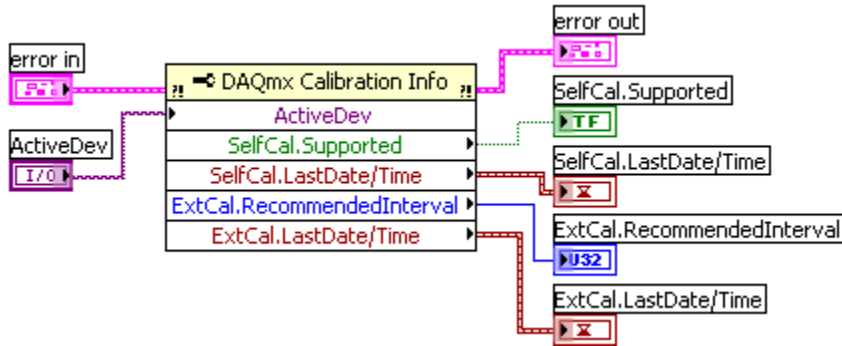 error in
ActiveDev
I/O
?! DAQmx Calibration Info ?!
ActiveDev
SelfCal.Supported
SelfCal.LastDate/Time
ExtCal.RecommendedInterval
ExtCal.LastDate/Time
error out
SelfCal.Supported
TF
SelfCal.LastDate/Time
ExtCal.RecommendedInterval
U32
ExtCal.LastDate/Time